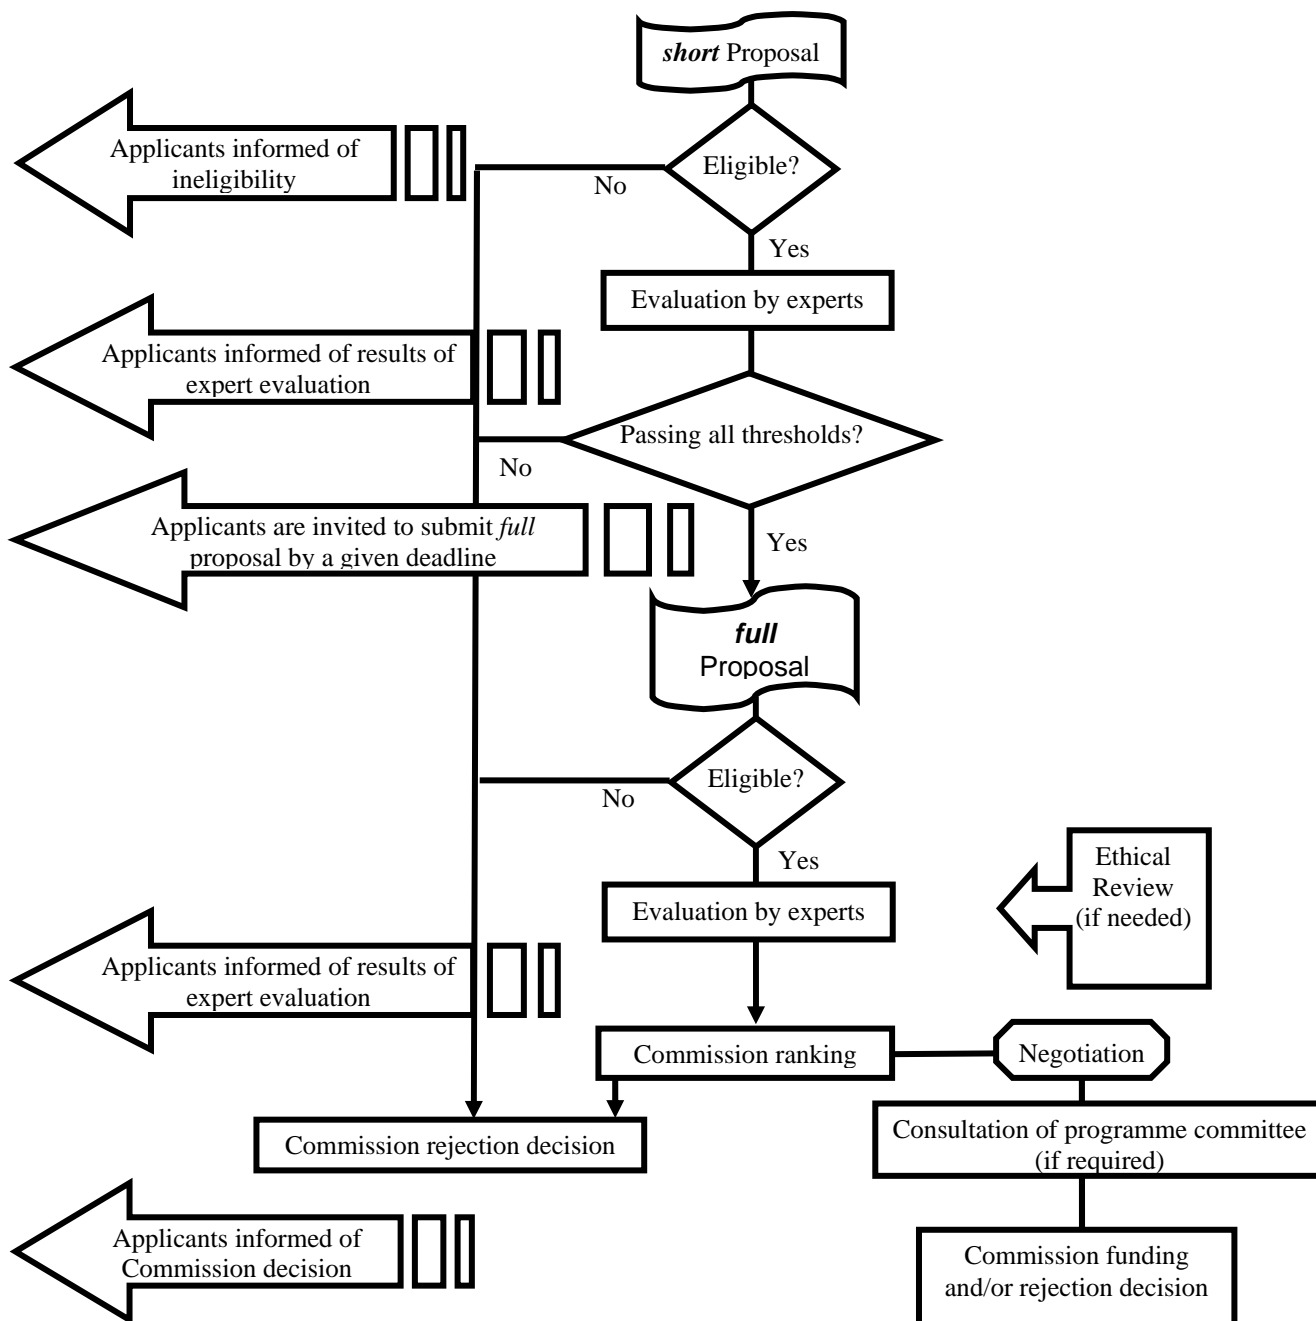 short Proposal
Applicants informed of
ineligibility
Eligible?
No
Yes
Evaluation by experts
Applicants informed of results of
expert evaluation
Passing all thresholds?
No
Applicants are invited to submit full
proposal by a given deadline
Yes
full
Proposal
Eligible?
No
Yes
Ethical
Review
(if needed)
Evaluation by experts
Applicants informed of results of
expert evaluation
Commission ranking
Negotiation
Commission rejection decision
Consultation of programme committee
(if required)
Applicants informed of
Commission decision
Commission funding
and/or rejection decision